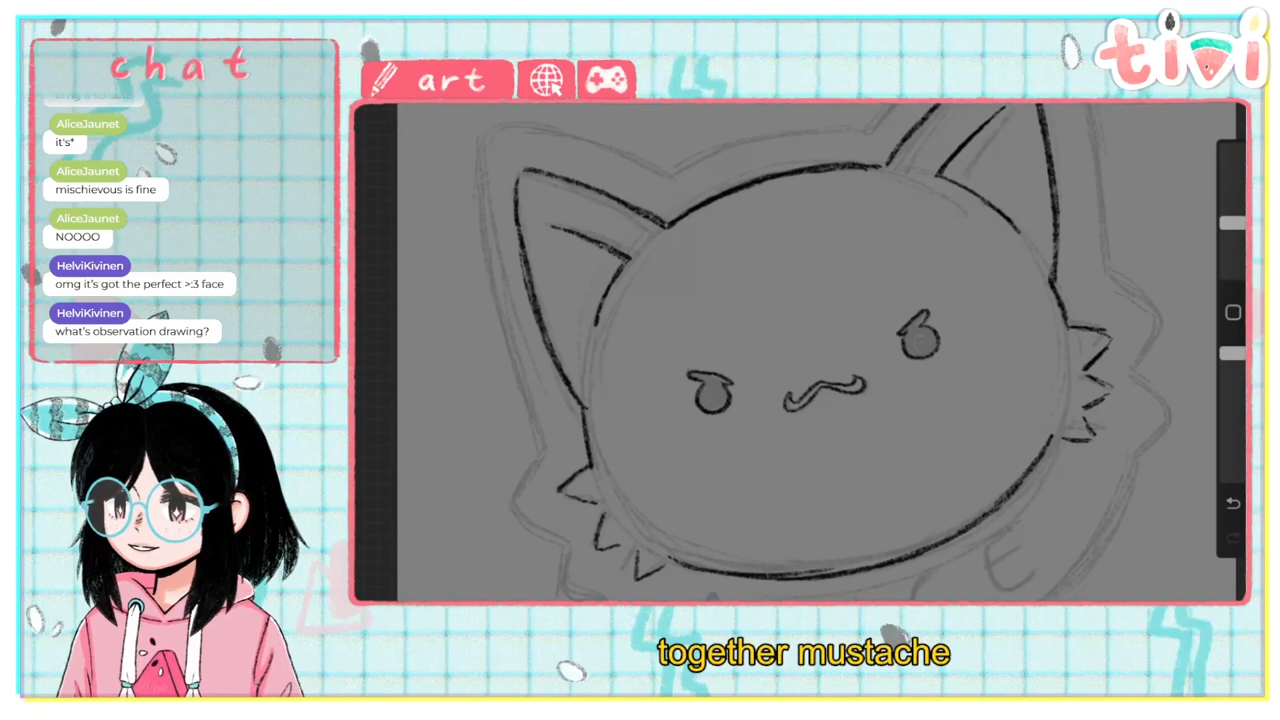 chat
AliceJaunet
it's*
AliceJaunet
mischievous is fine
AliceJaunet
NOOOO
HelviKivinen
omg it's got the perfect >:3 face
HelviKivinen
what's observation drawing?
art
tivi
together mustache